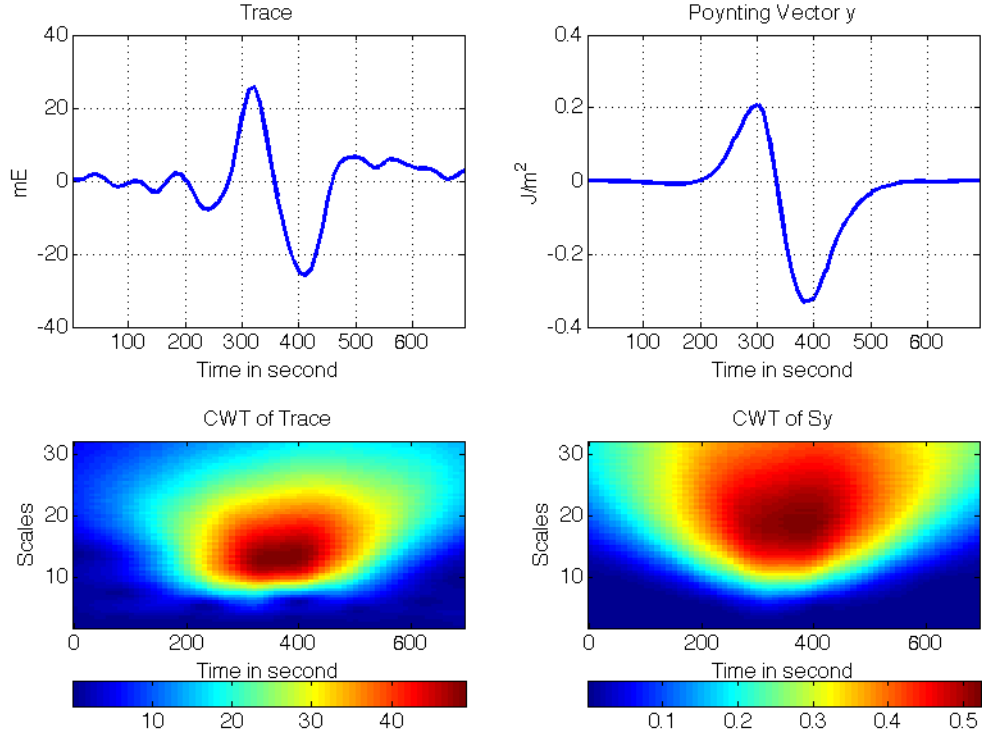 Trace
mE
40
20
0
-20
-40
100 200 300 400 500 600
Time in second
Poynting Vector y
J/m²
0.4
0.2
0
-0.2
-0.4
100 200 300 400 500 600
Time in second
CWT of Trace
Scales
30
20
10
0 200 400 600
Time in second
10 20 30 40
CWT of Sy
Scales
30
20
10
0 200 400 600
Time in second
0.1 0.2 0.3 0.4 0.5